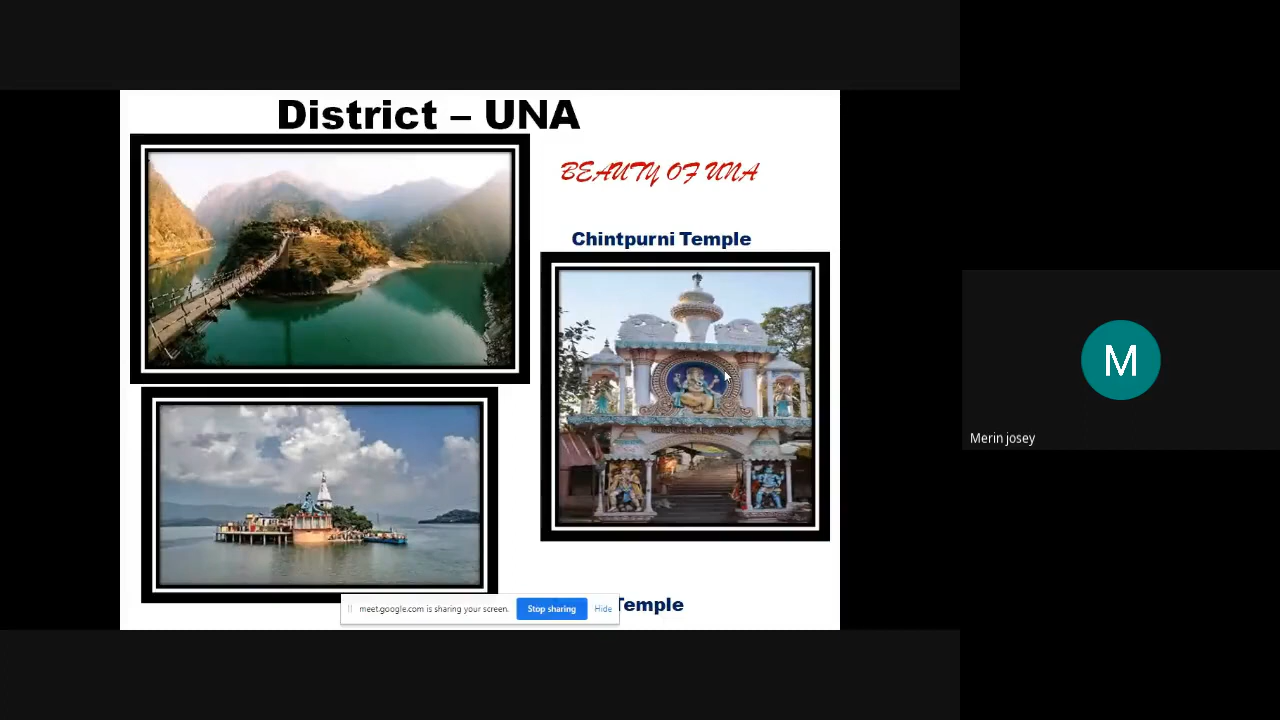 District – UNA
BEAUTY OF UNA
Chintpurni Temple
Temple
meet.google.com is sharing your screen.
Stop sharing
Hide
M
Merin josey